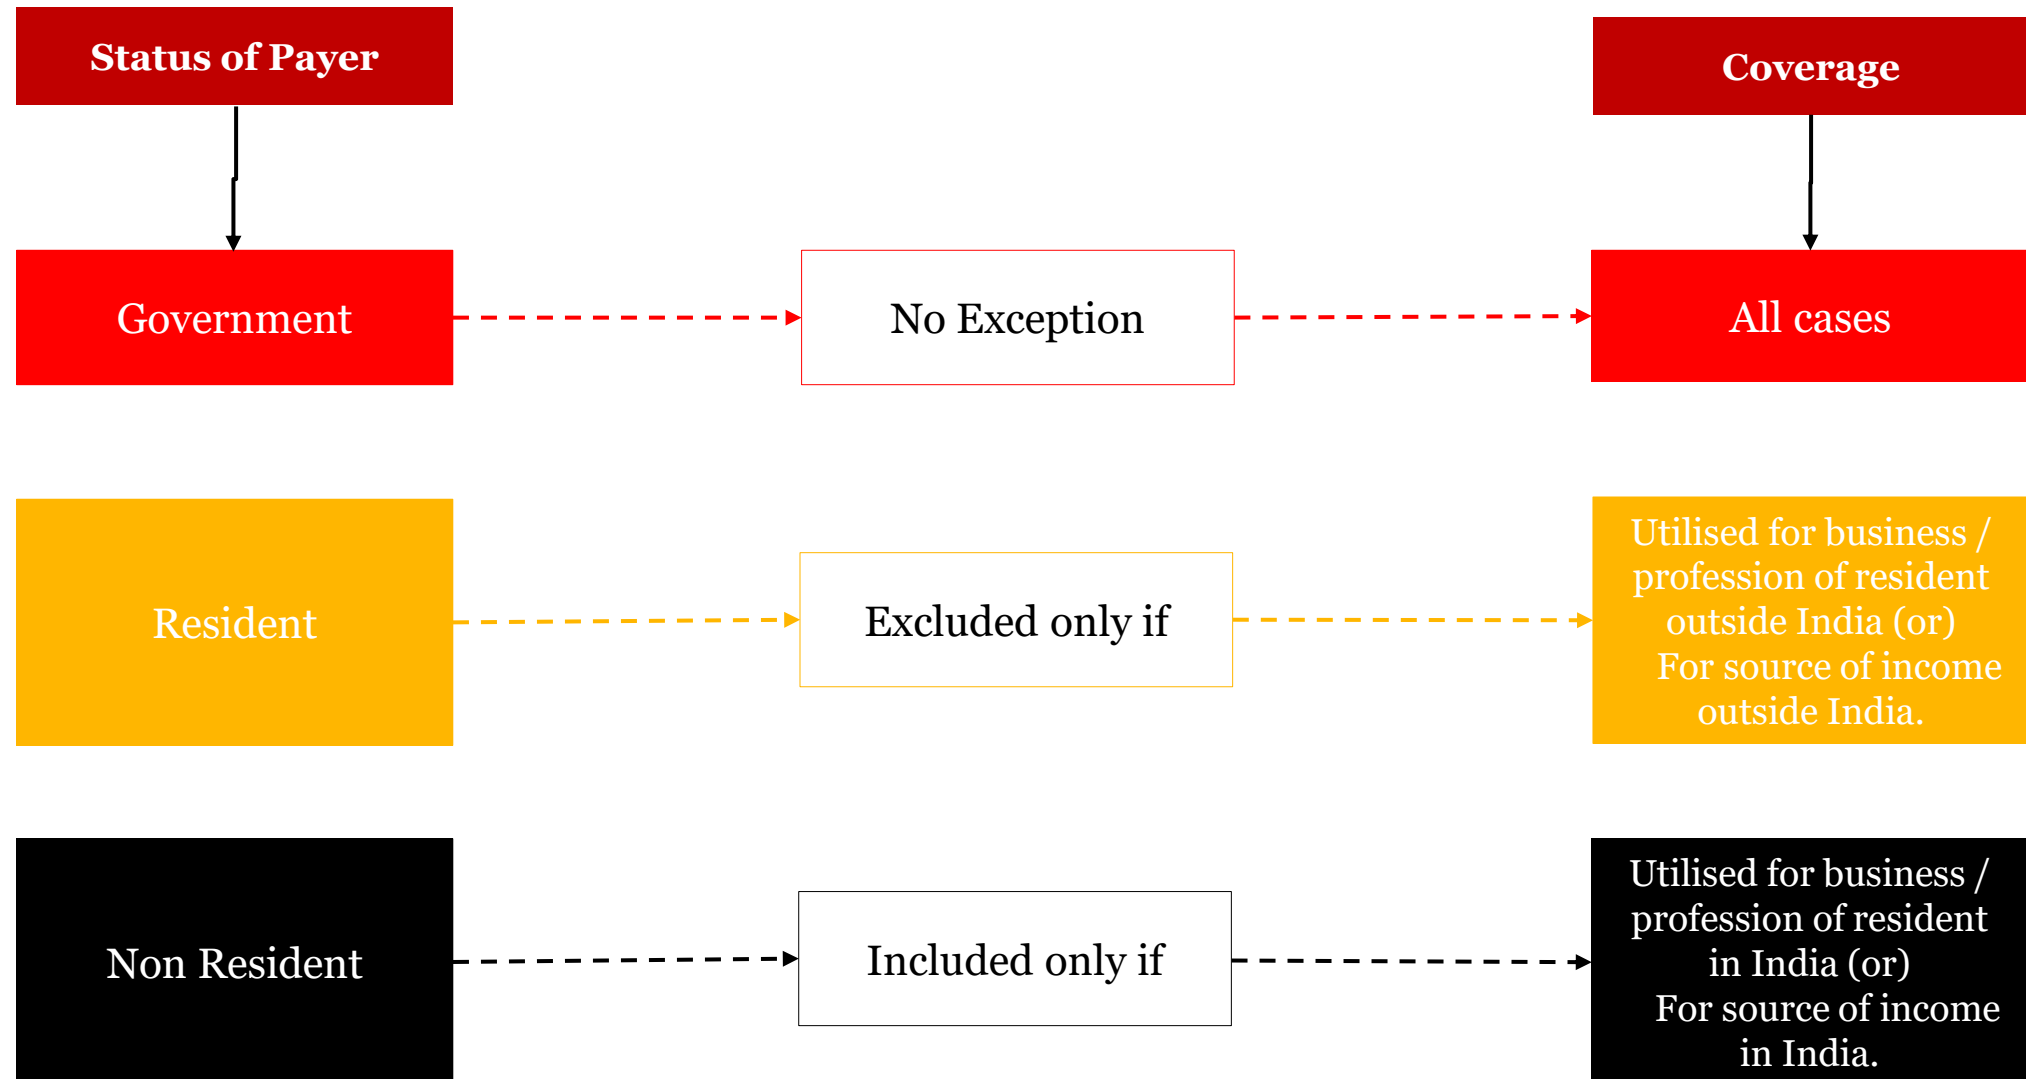 Status of Payer
Coverage
Government
No Exception
All cases
Resident
Excluded only if
Utilised for business /
profession of resident
outside India (or)
For source of income
outside India.
Non Resident
Included only if
Utilised for business /
profession of resident
in India (or)
For source of income
in India.